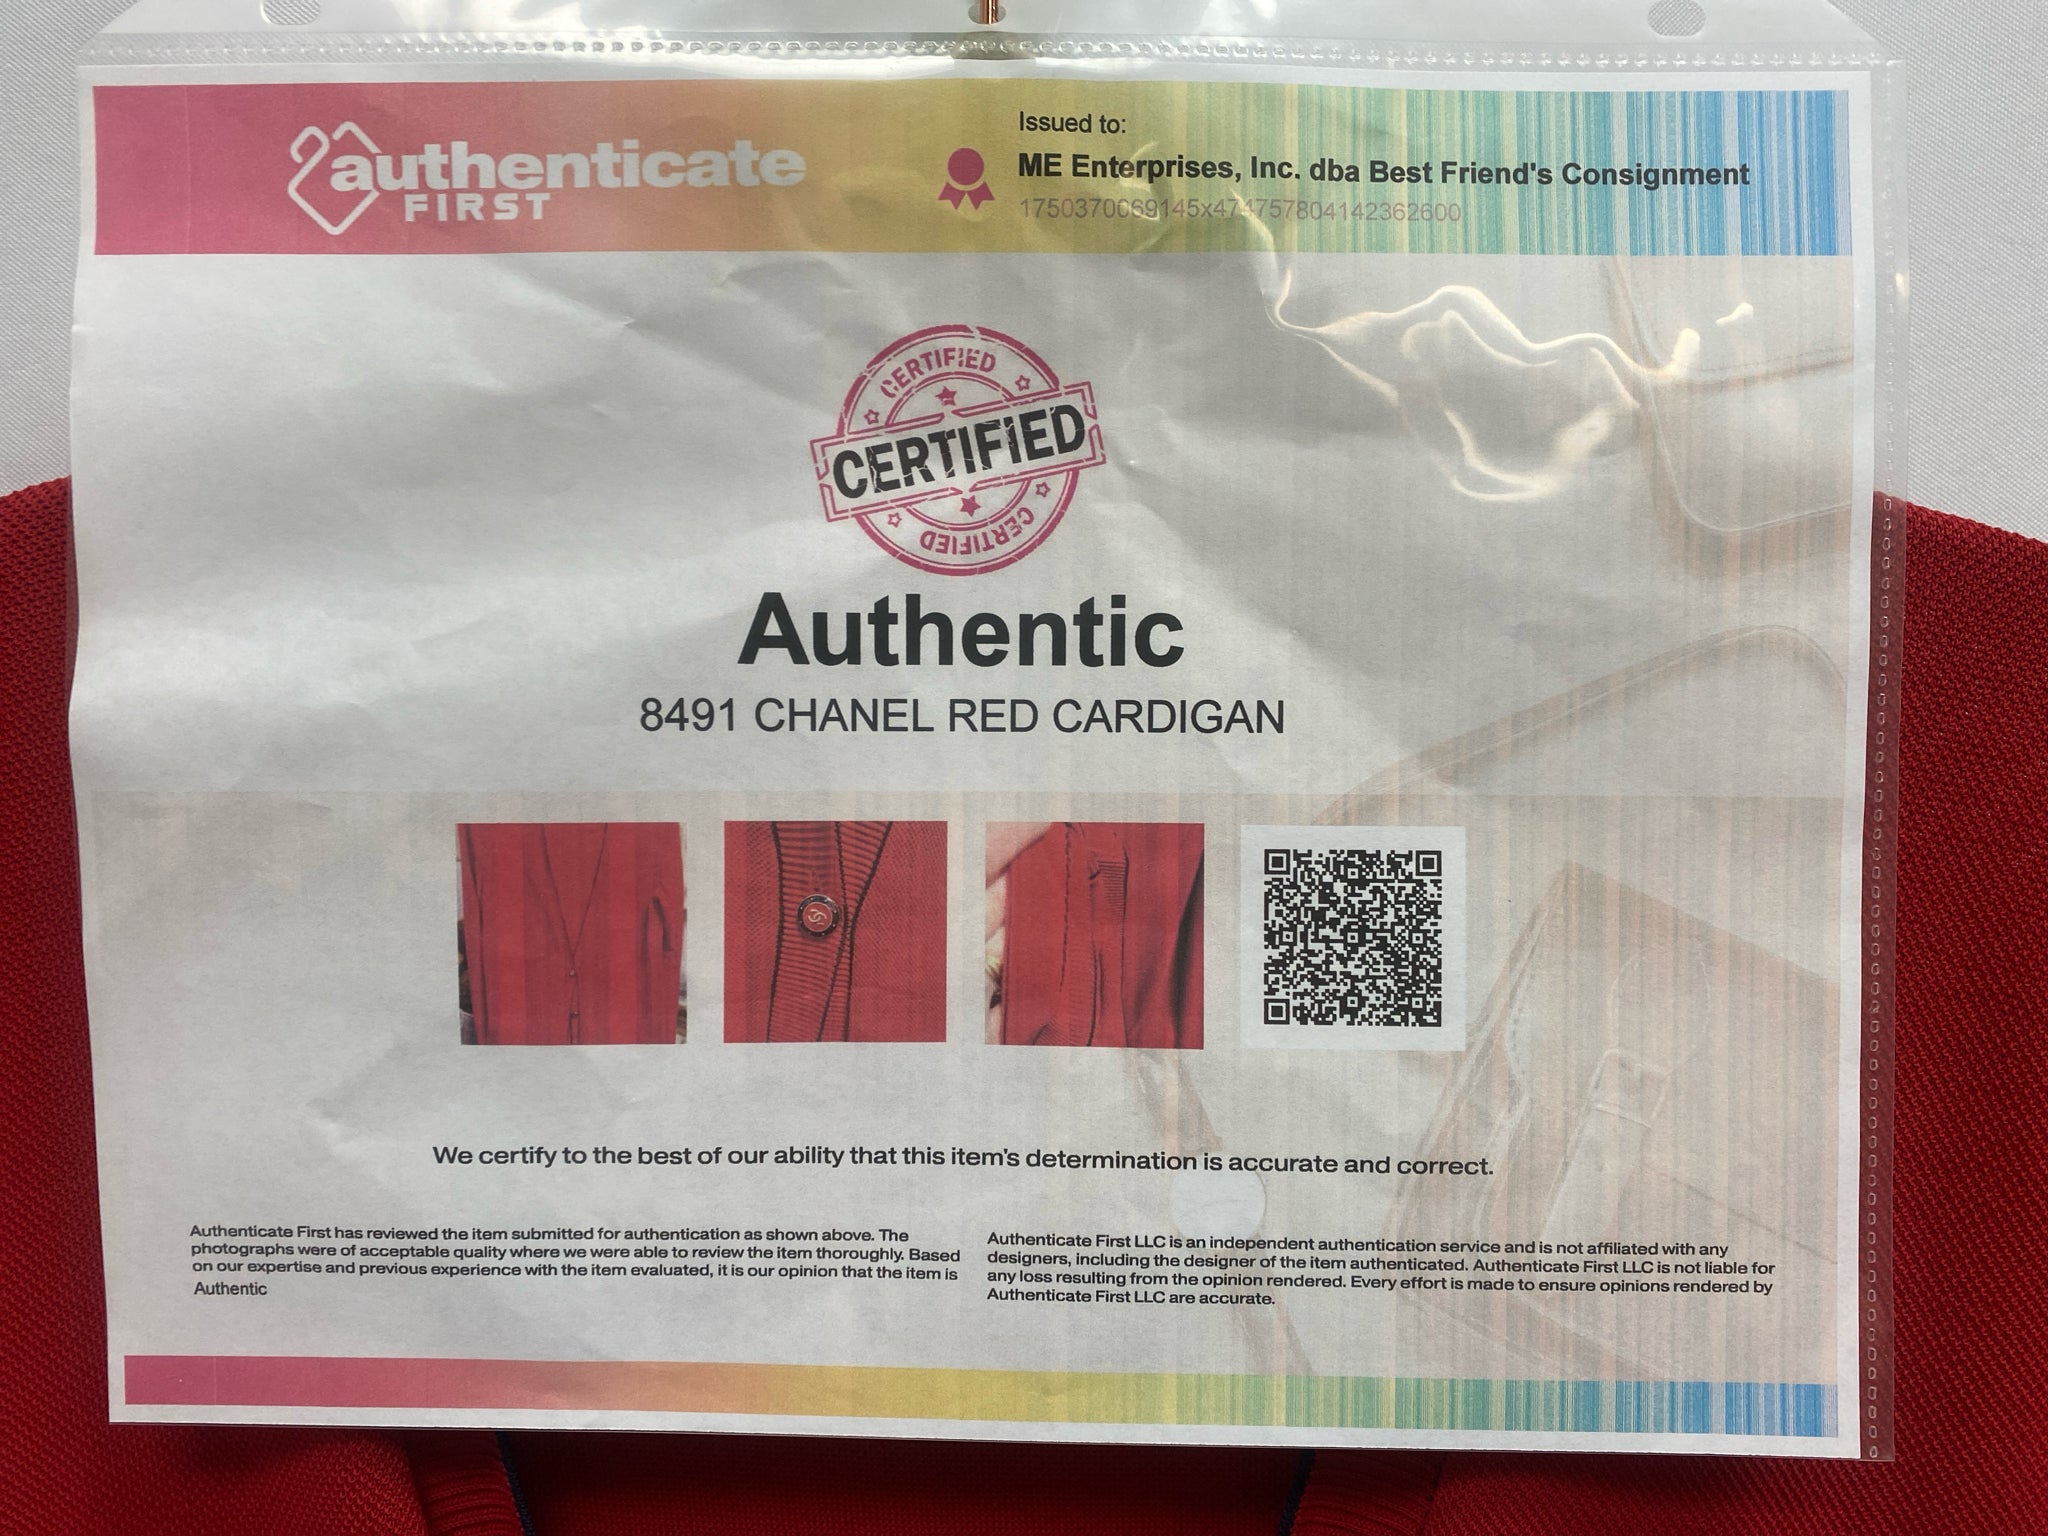 authenticate
FIRST
Issued to:
ME Enterprises, Inc. dba Best Friend's Consignment
1750370069145x474757804142362600
CERTIFIED
CERTIFIED
CERTIFIED
Authentic
8491 CHANEL RED CARDIGAN
We certify to the best of our ability that this item's determination is accurate and correct.
Authenticate First has reviewed the item submitted for authentication as shown above. The
photographs were of acceptable quality where we were able to review the item thoroughly. Based
on our expertise and previous experience with the item evaluated, it is our opinion that the item is
Authentic
Authenticate First LLC is an independent authentication service and is not affiliated with any
designers, including the designer of the item authenticated. Authenticate First LLC is not liable for
any loss resulting from the opinion rendered. Every effort is made to ensure opinions rendered by
Authenticate First LLC are accurate.